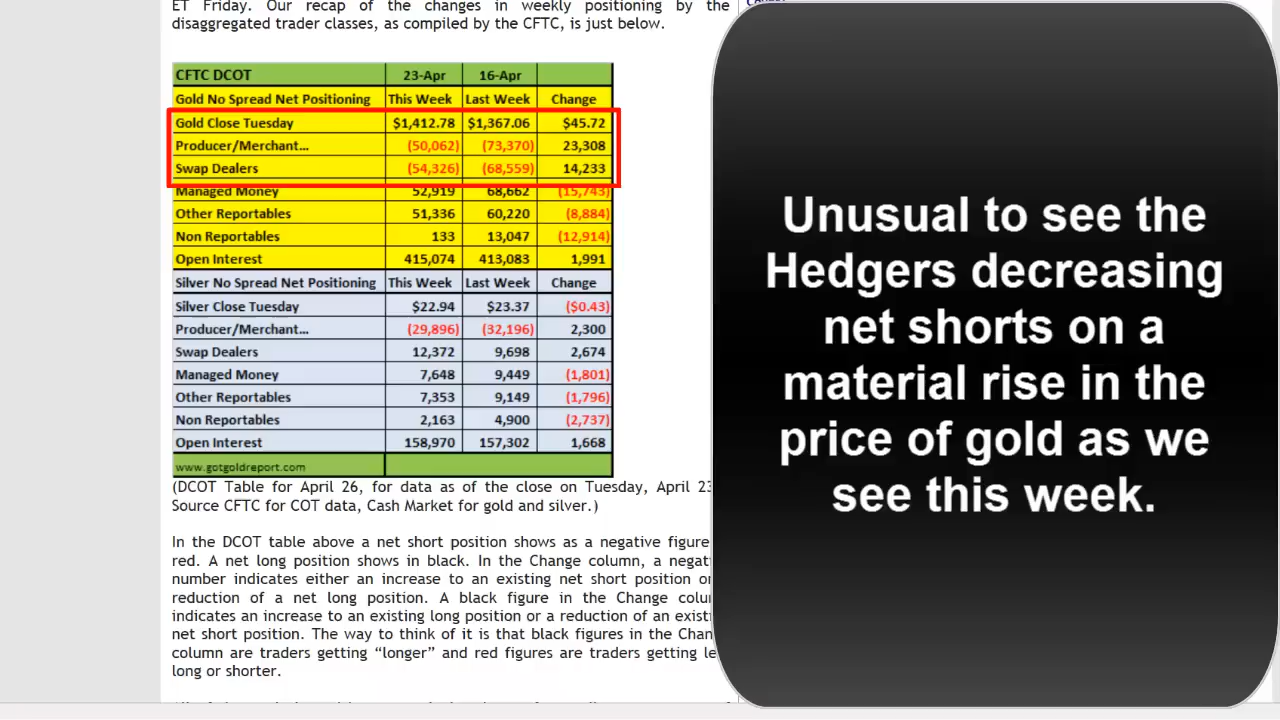 ET Friday. Our recap of the changes in weekly positioning by the
disaggregated trader classes, as compiled by the CFTC, is just below.
CFTC DCOT 23-Apr 16-Apr
Gold No Spread Net Positioning This Week Last Week Change
Gold Close Tuesday $1,412.78 $1,367.06 $45.72
Producer/Merchant... (50,062) (73,370) 23,308
Swap Dealers (54,326) (68,559) 14,233
Managed Money 52,919 68,662 (15,743)
Other Reportables 51,336 60,220 (8,884)
Non Reportables 133 13,047 (12,914)
Open Interest 415,074 413,083 1,991
Silver No Spread Net Positioning This Week Last Week Change
Silver Close Tuesday $22.94 $23.37 ($0.43)
Producer/Merchant... (29,896) (32,196) 2,300
Swap Dealers 12,372 9,698 2,674
Managed Money 7,648 9,449 (1,801)
Other Reportables 7,353 9,149 (1,796)
Non Reportables 2,163 4,900 (2,737)
Open Interest 158,970 157,302 1,668
www.gotgoldreport.com
(DCOT Table for April 26, for data as of the close on Tuesday, April 23
Source CFTC for COT data, Cash Market for gold and silver.)
In the DCOT table above a net short position shows as a negative figure
red. A net long position shows in black. In the Change column, a negat
number indicates either an increase to an existing net short position or
reduction of a net long position. A black figure in the Change colu
indicates an increase to an existing long position or a reduction of an exist
net short position. The way to think of it is that black figures in the Chan
column are traders getting “longer” and red figures are traders getting le
long or shorter.
Unusual to see the
Hedgers decreasing
net shorts on a
material rise in the
price of gold as we
see this week.